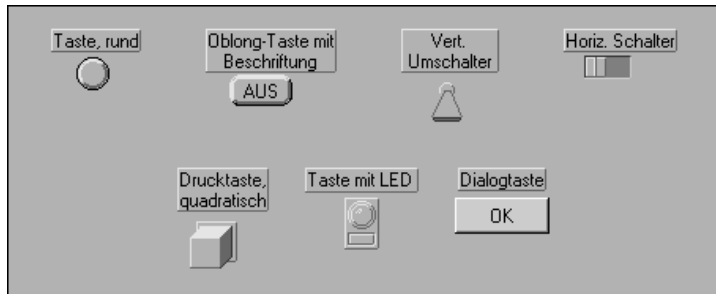 Taste, rund
Oblong-Taste mit
Beschriftung
AUS
Vert.
Umschalter
Horiz. Schalter
Drucktaste,
quadratisch
Taste mit LED
Dialogtaste
OK